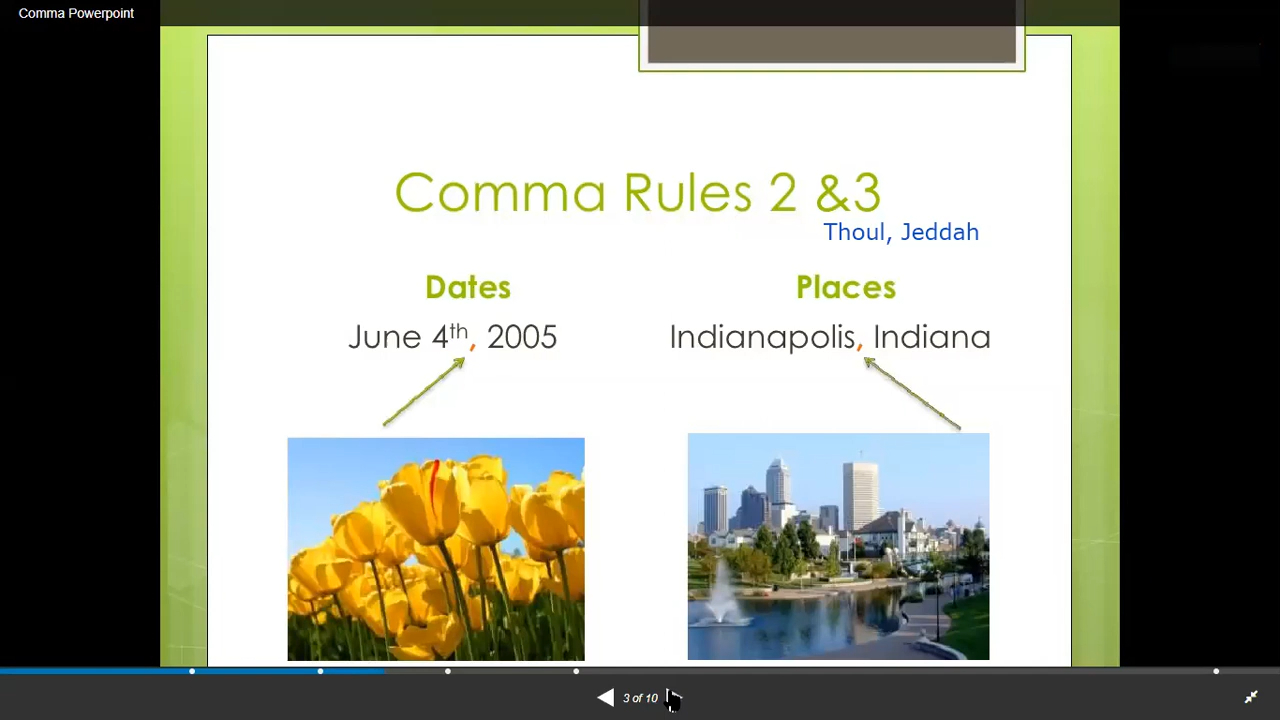 Comma Powerpoint
Comma Rules 2 &3
Thoul, Jeddah
Dates
Places
June 4th, 2005
Indianapolis, Indiana
3 of 10